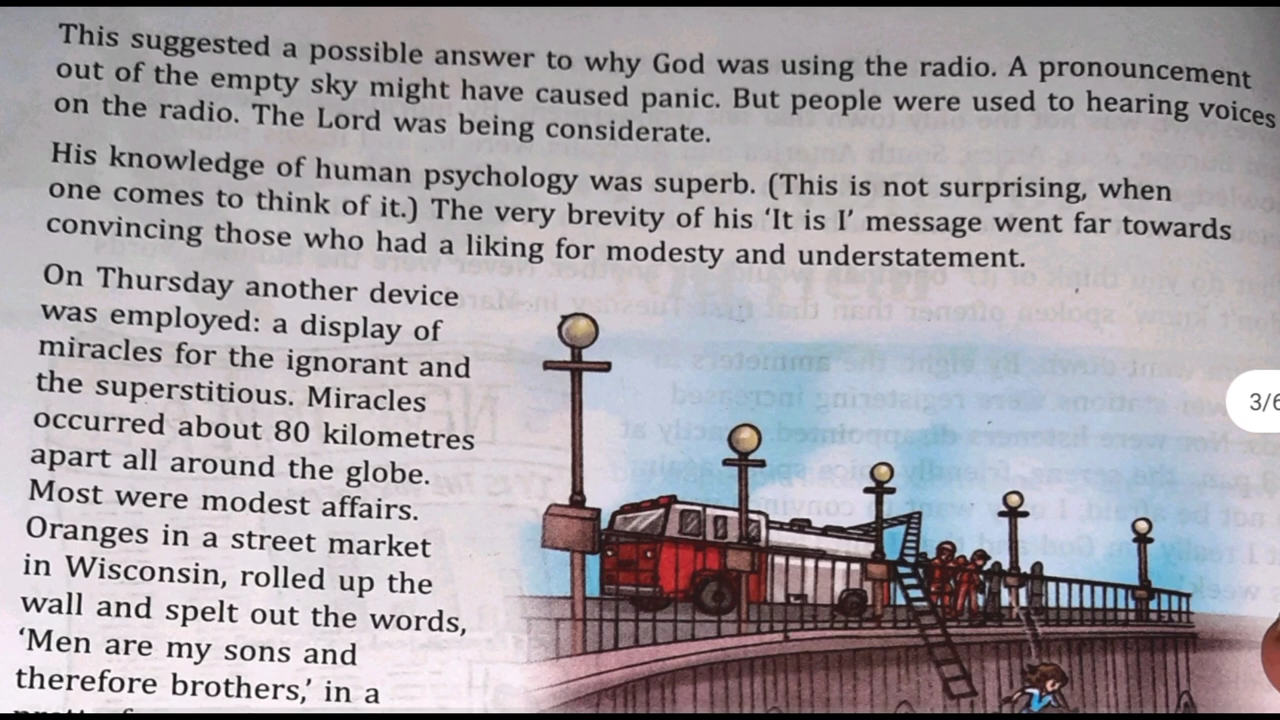 This suggested a possible answer to why God was using the radio. A pronouncement
out of the empty sky might have caused panic. But people were used to hearing voices
on the radio. The Lord was being considerate.
His knowledge of human psychology was superb. (This is not surprising, when
one comes to think of it.) The very brevity of his ‘It is I’ message went far towards
convincing those who had a liking for modesty and understatement.
On Thursday another device
was employed: a display of
miracles for the ignorant and
the superstitious. Miracles
occurred about 80 kilometres
apart all around the globe.
Most were modest affairs.
Oranges in a street market
in Wisconsin, rolled up the
wall and spelt out the words,
‘Men are my sons and
therefore brothers,’ in a
3/6